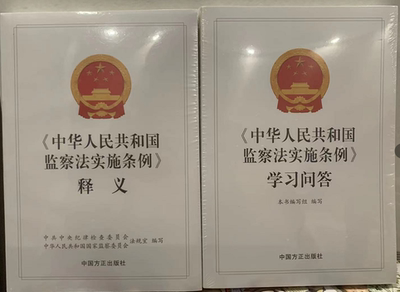 《中华人民共和国
监察法实施条例》
释义
中共中央纪律检查委员会
中华人民共和国国家监察委员会
法规室 编写
中国方正出版社
《中华人民共和国
监察法实施条例》
学习问答
本书编写组 编写
中国方正出版社